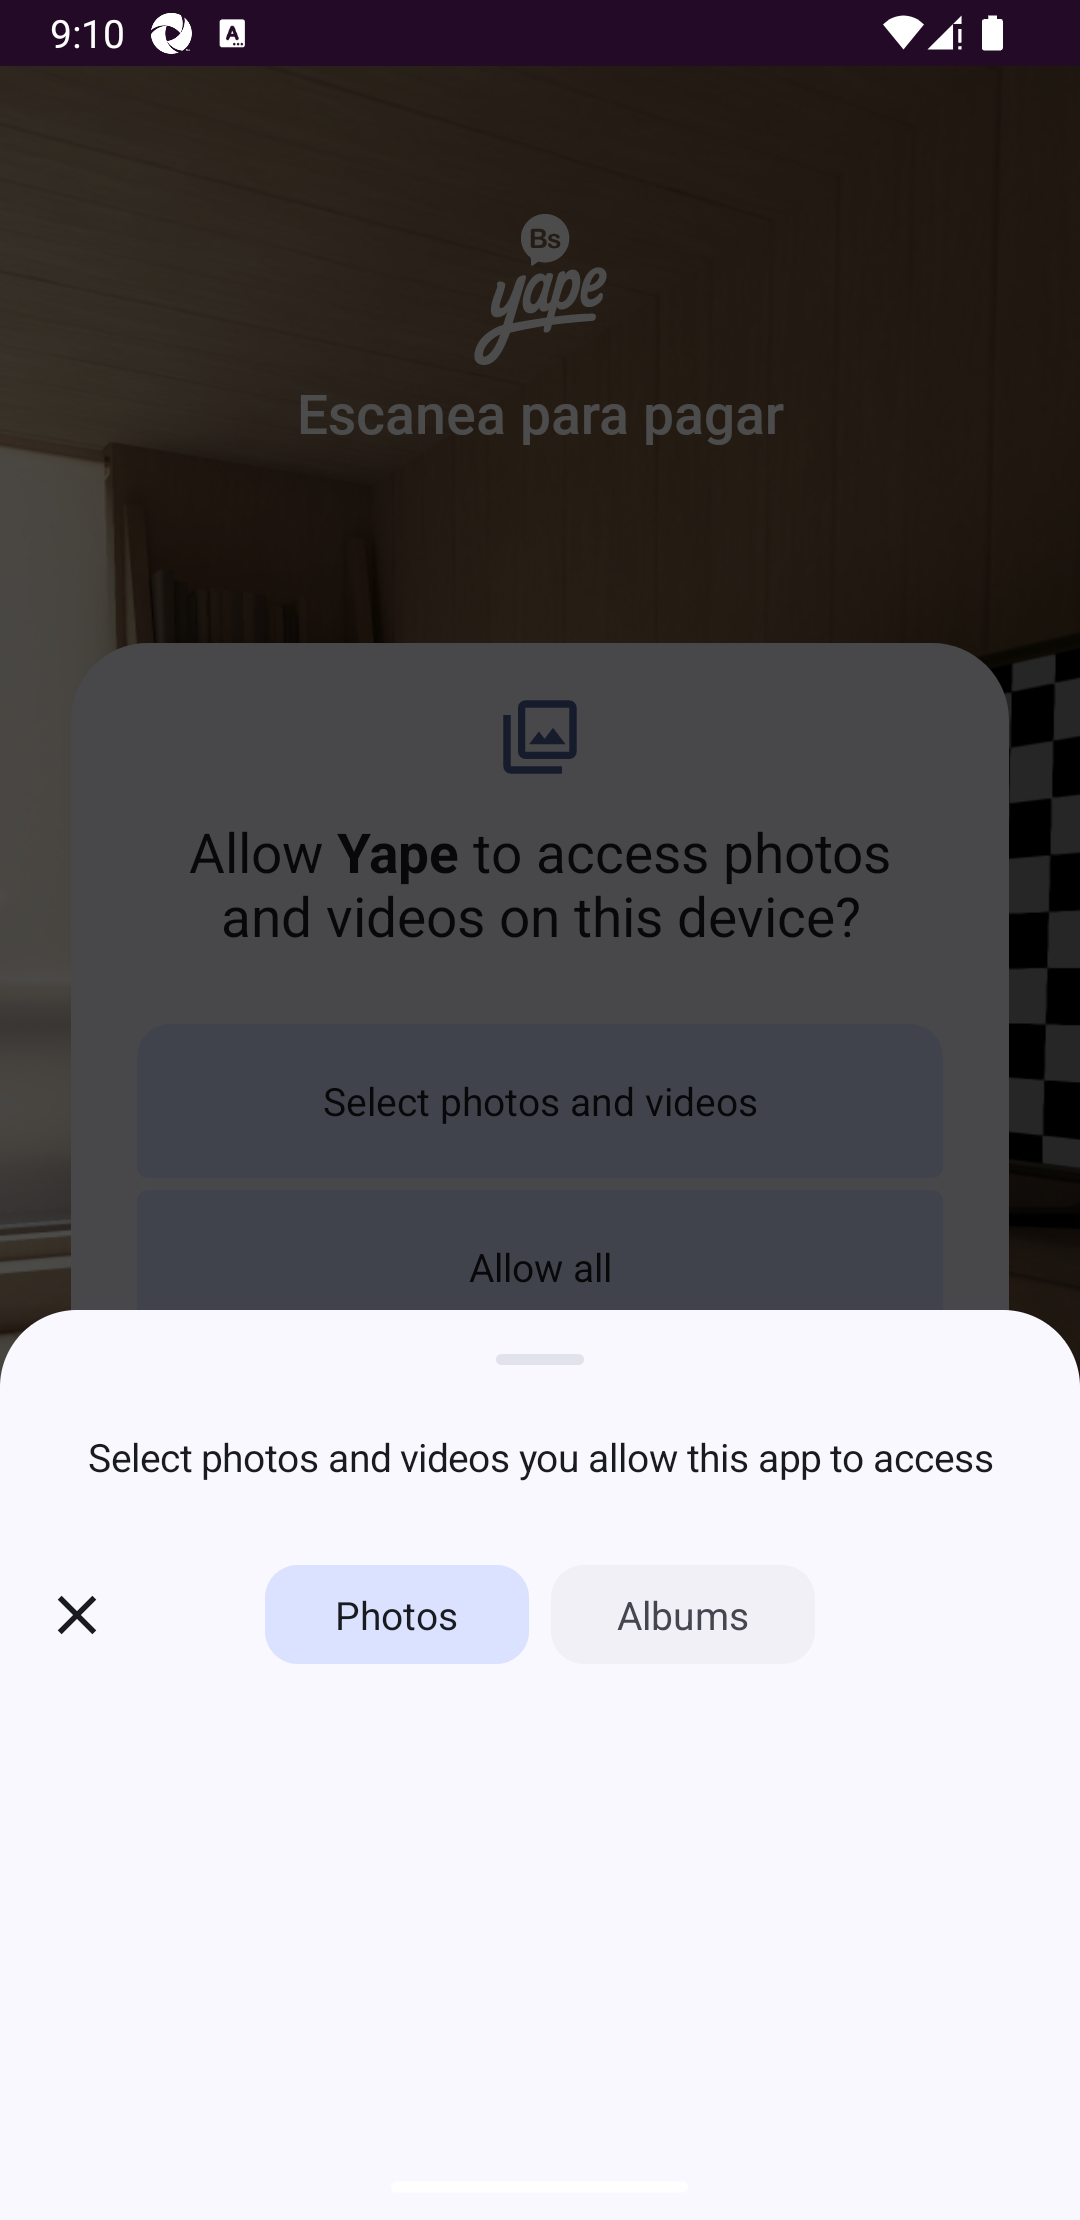 9:10
Bs
yape
Escanea para pagar
Allow Yape to access photos
and videos on this device?
Select photos and videos
Allow all
Select photos and videos you allow this app to access
Photos
Albums